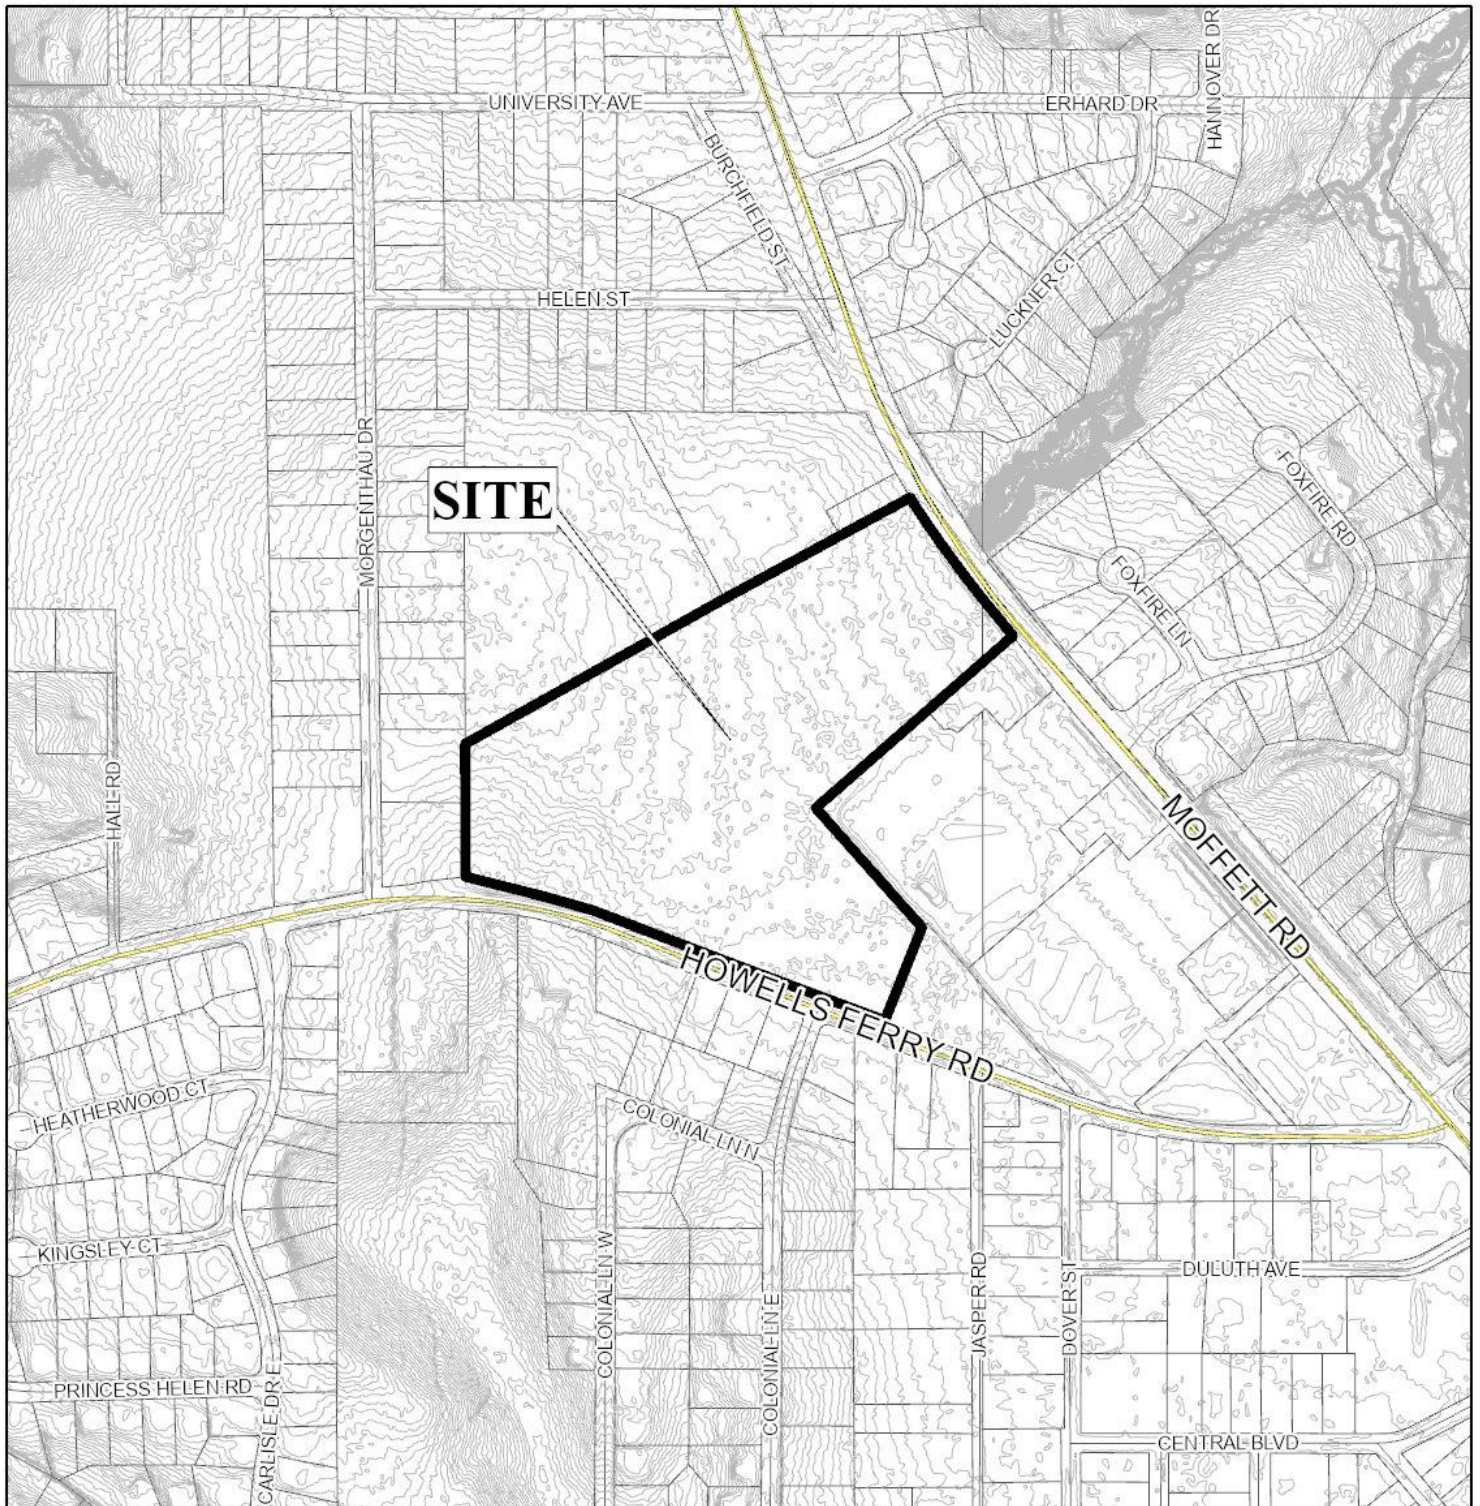 HANNOVER DR
UNIVERSITY AVE
ERHARD DR
BURCHFIELD ST
LUCKNER CT
HELEN ST
MORGENTHAU DR
SITE
FOXFIRE RD
FOXFIRE LN
HALL RD
MOFFETT RD
HOWELLS FERRY RD
HEATHERWOOD CT
COLONIAL LN N
KINGSLEY CT
COLONIAL LN W
COLONIAL LN E
JASPER RD
DOVER ST
DULUTH AVE
PRINCESS HELEN RD
CARLISLE DR E
CENTRAL BLVD